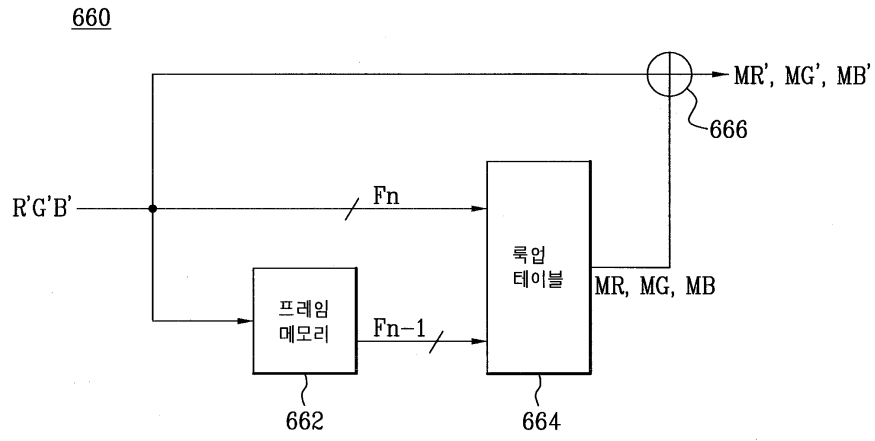 660
MR', MG', MB'
666
R'G'B'
Fn
룩업
테이블
MR, MG, MB
프레임
메모리
Fn-1
662
664